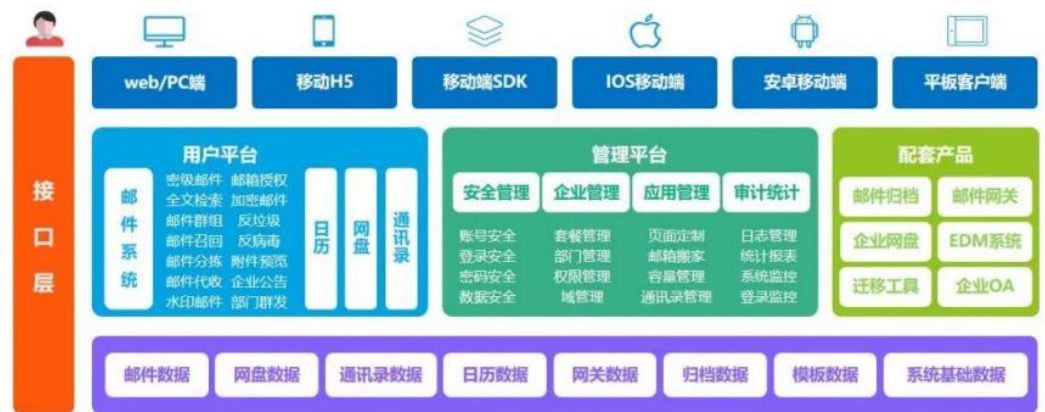 web/PC端
移动H5
移动端SDK
IOS移动端
安卓移动端
平板客户端
接口层
用户平台
邮件系统
密级邮件 邮箱授权
全文检索 加密邮件
邮件群组 反垃圾
邮件召回 反病毒
邮件分拣 附件预览
邮件代收 企业公告
水印邮件 部门群发
日历
网盘
通讯录
管理平台
安全管理
企业管理
应用管理
审计统计
账号安全 套餐管理 页面定制 日志管理
登录安全 部门管理 邮箱搬家 统计报表
密码安全 权限管理 容量管理 系统监控
数据安全 域管理 通讯录管理 登录监控
配套产品
邮件归档
邮件网关
企业网盘
EDM系统
迁移工具
企业OA
邮件数据
网盘数据
通讯录数据
日历数据
网关数据
归档数据
模板数据
系统基础数据